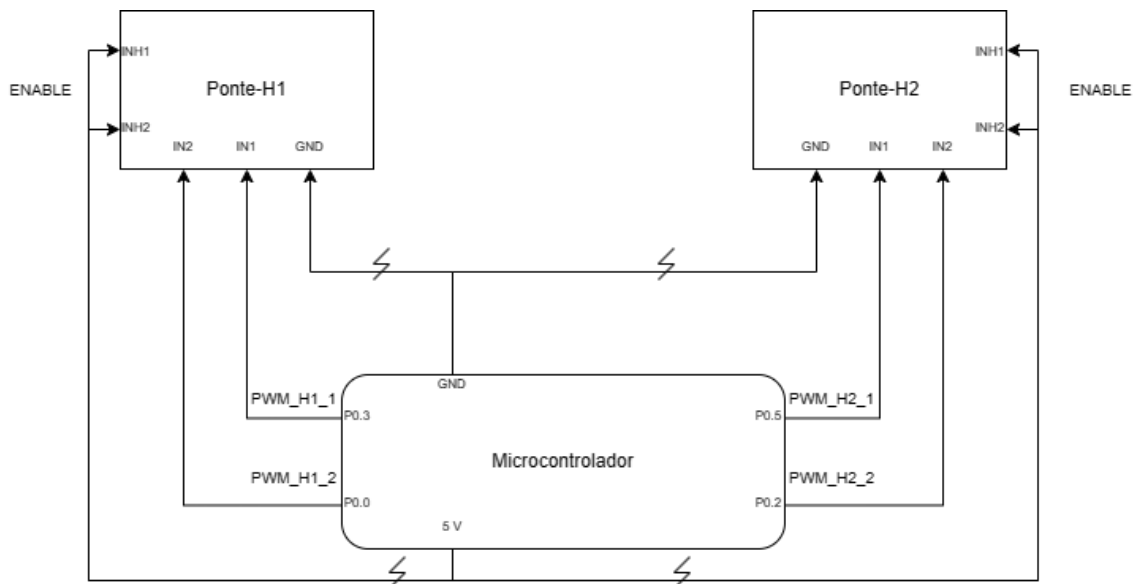 INH1
Ponte-H1
ENABLE
INH2
IN2 IN1 GND
INH1
Ponte-H2
ENABLE
INH2
GND IN1 IN2
GND
PWM_H1_1
P0.3
P0.5
PWM_H2_1
Microcontrolador
PWM_H1_2
P0.0
P0.2
PWM_H2_2
5 V